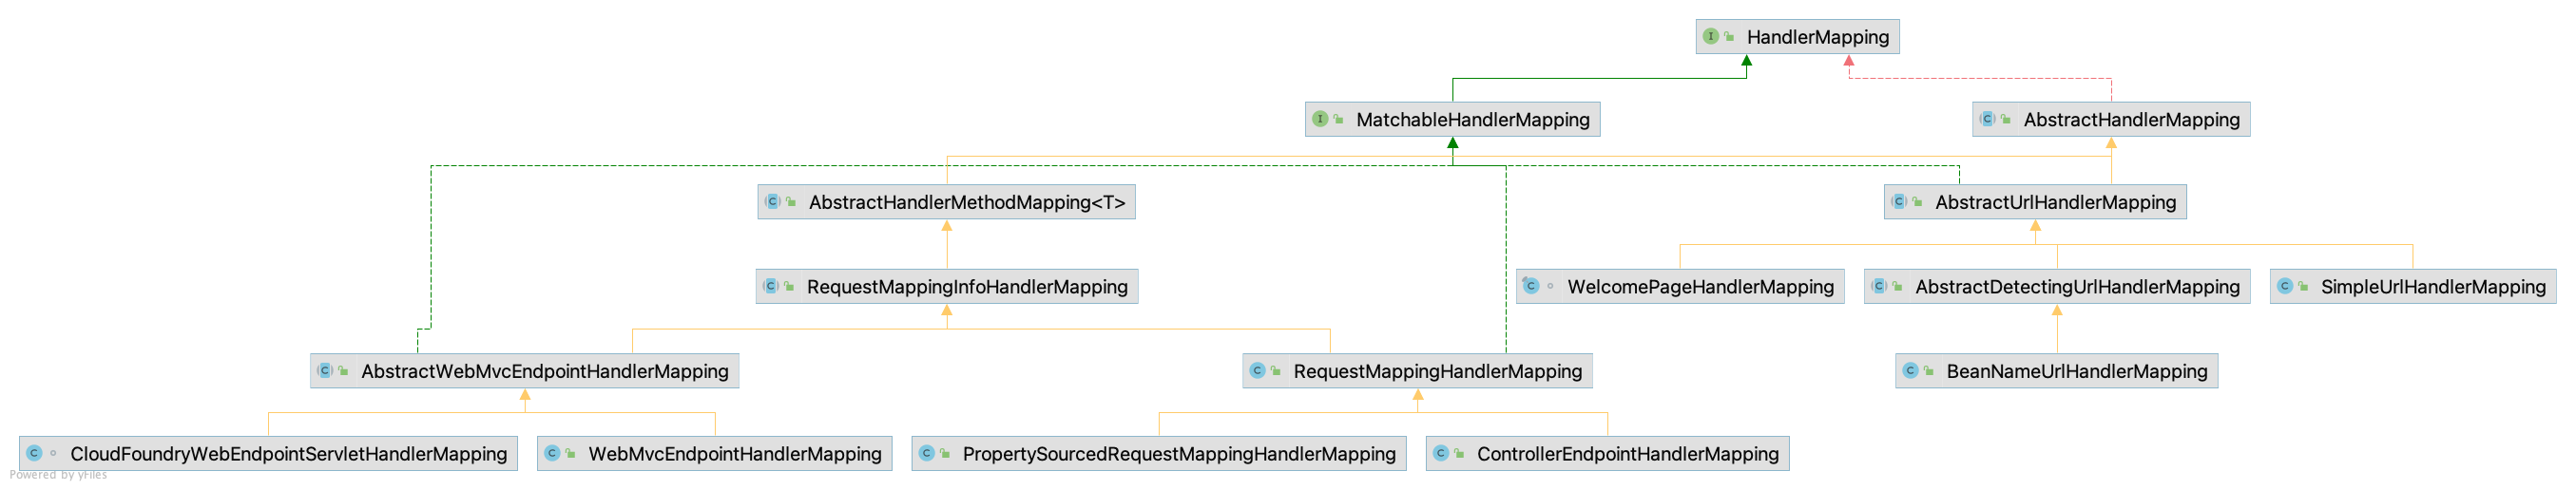 HandlerMapping
MatchableHandlerMapping
AbstractHandlerMapping
AbstractHandlerMethodMapping<T>
AbstractUrlHandlerMapping
RequestMappingInfoHandlerMapping
WelcomePageHandlerMapping
AbstractDetectingUrlHandlerMapping
SimpleUrlHandlerMapping
AbstractWebMvcEndpointHandlerMapping
RequestMappingHandlerMapping
BeanNameUrlHandlerMapping
CloudFoundryWebEndpointServletHandlerMapping
WebMvcEndpointHandlerMapping
PropertySourcedRequestMappingHandlerMapping
ControllerEndpointHandlerMapping
Powered by yFiles